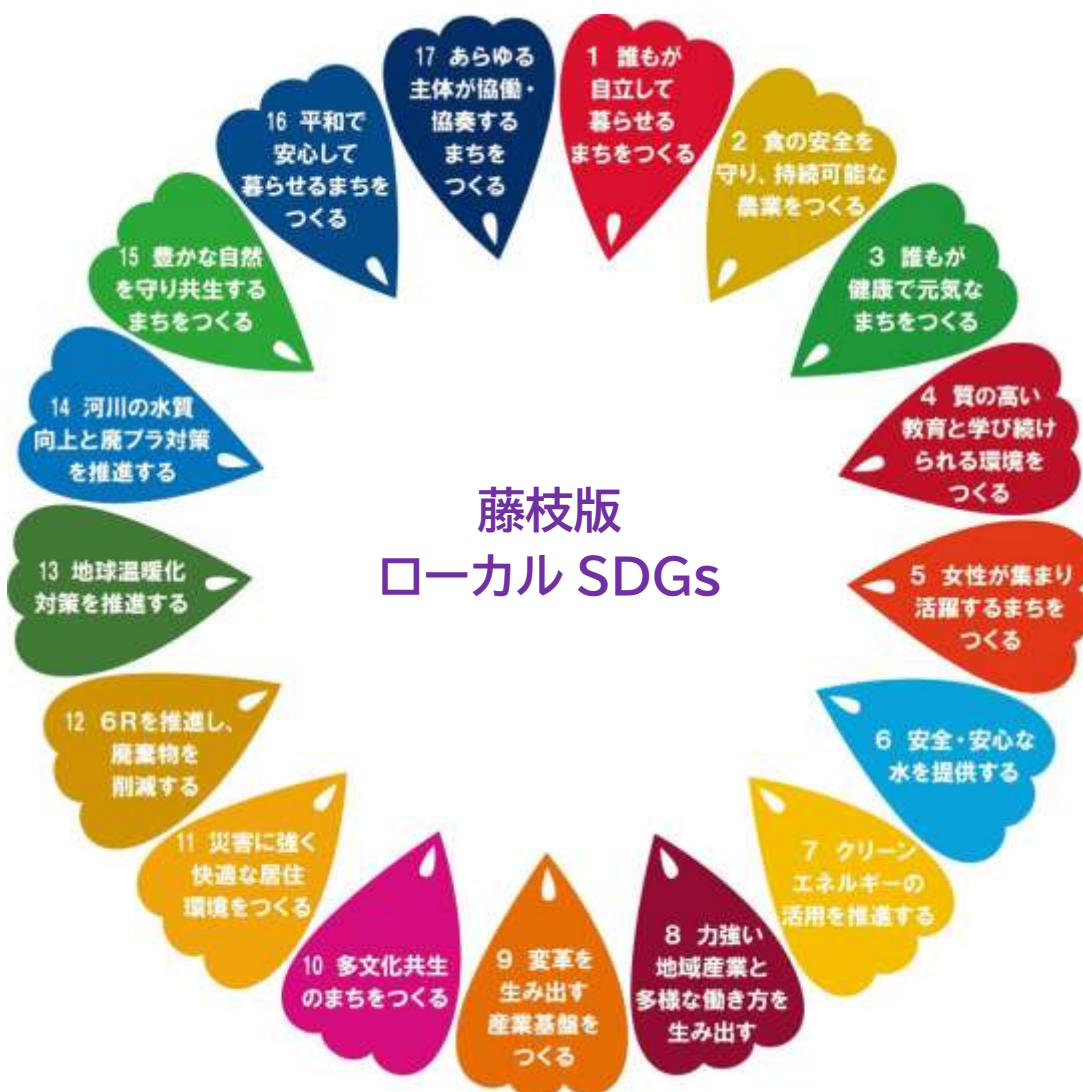 藤枝版
ローカル SDGs
1 誰もが
自立して
暮らせる
まちをつくる
2 食の安全を
守り、持続可能な
農業をつくる
3 誰もが
健康で元気な
まちをつくる
4 質の高い
教育と学び続け
られる環境を
つくる
5 女性が集まり
活躍するまちを
つくる
6 安全・安心な
水を提供する
7 クリーン
エネルギーの
活用を推進する
8 力強い
地域産業と
多様な働き方を
生み出す
9 変革を
生み出す
産業基盤を
つくる
10 多文化共生
のまちをつくる
11 災害に強く
快適な居住
環境をつくる
12 6Rを推進し、
廃棄物を
削減する
13 地球温暖化
対策を推進する
14 河川の水質
向上と廃プラ対策
を推進する
15 豊かな自然
を守り共生する
まちをつくる
16 平和で
安心して
暮らせるまちを
つくる
17 あらゆる
主体が協働・
協奏する
まちを
つくる